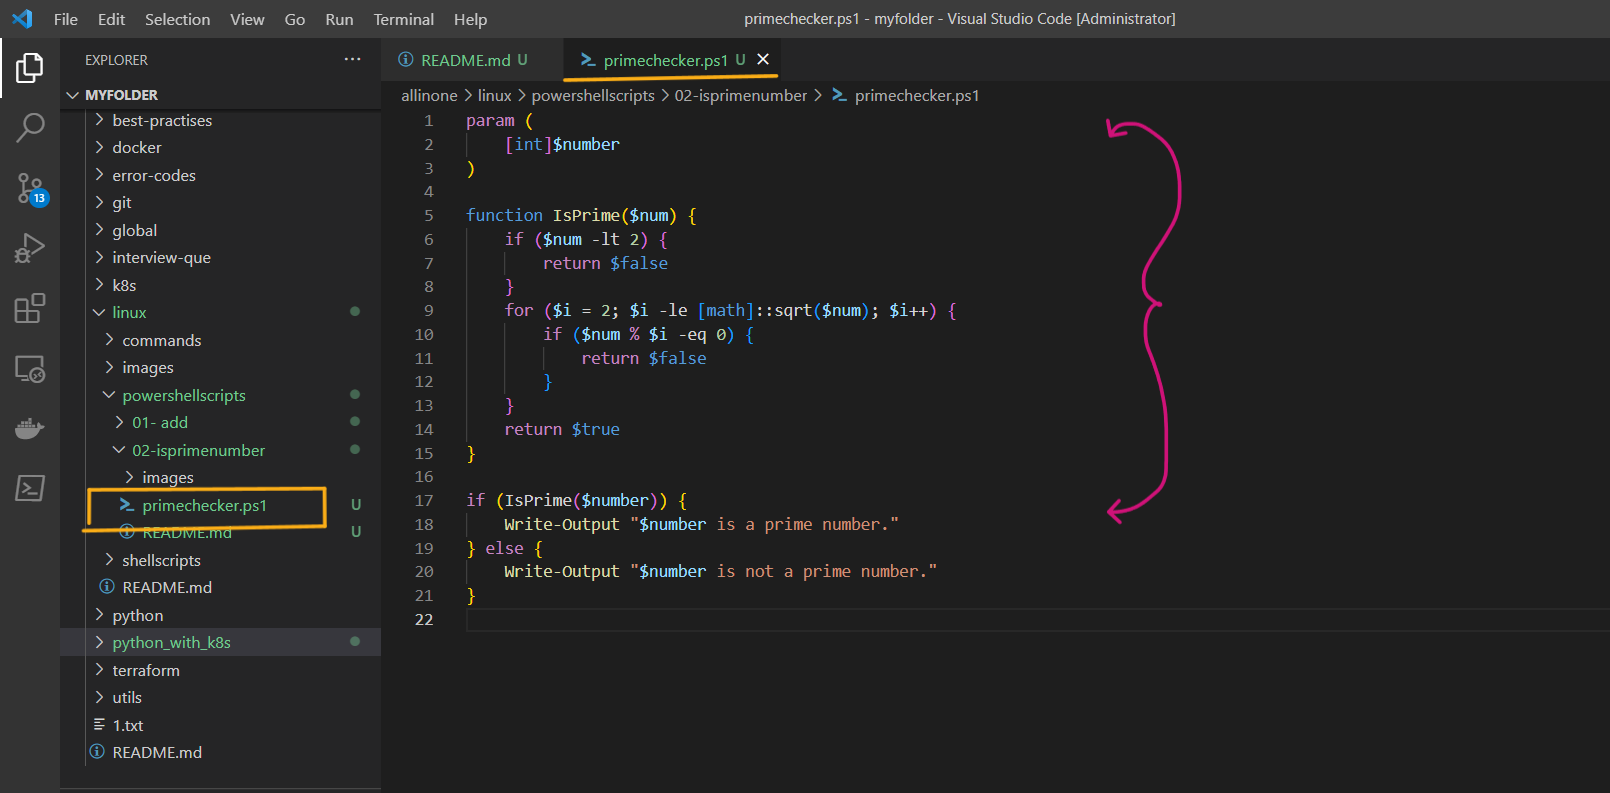 File Edit Selection View Go Run Terminal Help primechecker.ps1 - myfolder - Visual Studio Code [Administrator]
EXPLORER ···
MYFOLDER
best-practises
docker
error-codes
git
global
interview-que
k8s
linux
commands
images
powershellscripts
01- add
02-isprimenumber
images
primechecker.ps1 U
README.md U
shellscripts
README.md
python
python_with_k8s
terraform
utils
1.txt
README.md
13
README.md U primechecker.ps1 U
allinone > linux > powershellscripts > 02-isprimenumber > primechecker.ps1
1 param (
2     [int]$number
3 )
4
5 function IsPrime($num) {
6     if ($num -lt 2) {
7         return $false
8     }
9     for ($i = 2; $i -le [math]::sqrt($num); $i++) {
10         if ($num % $i -eq 0) {
11             return $false
12         }
13     }
14     return $true
15 }
16
17 if (IsPrime($number)) {
18     Write-Output "$number is a prime number."
19 } else {
20     Write-Output "$number is not a prime number."
21 }
22